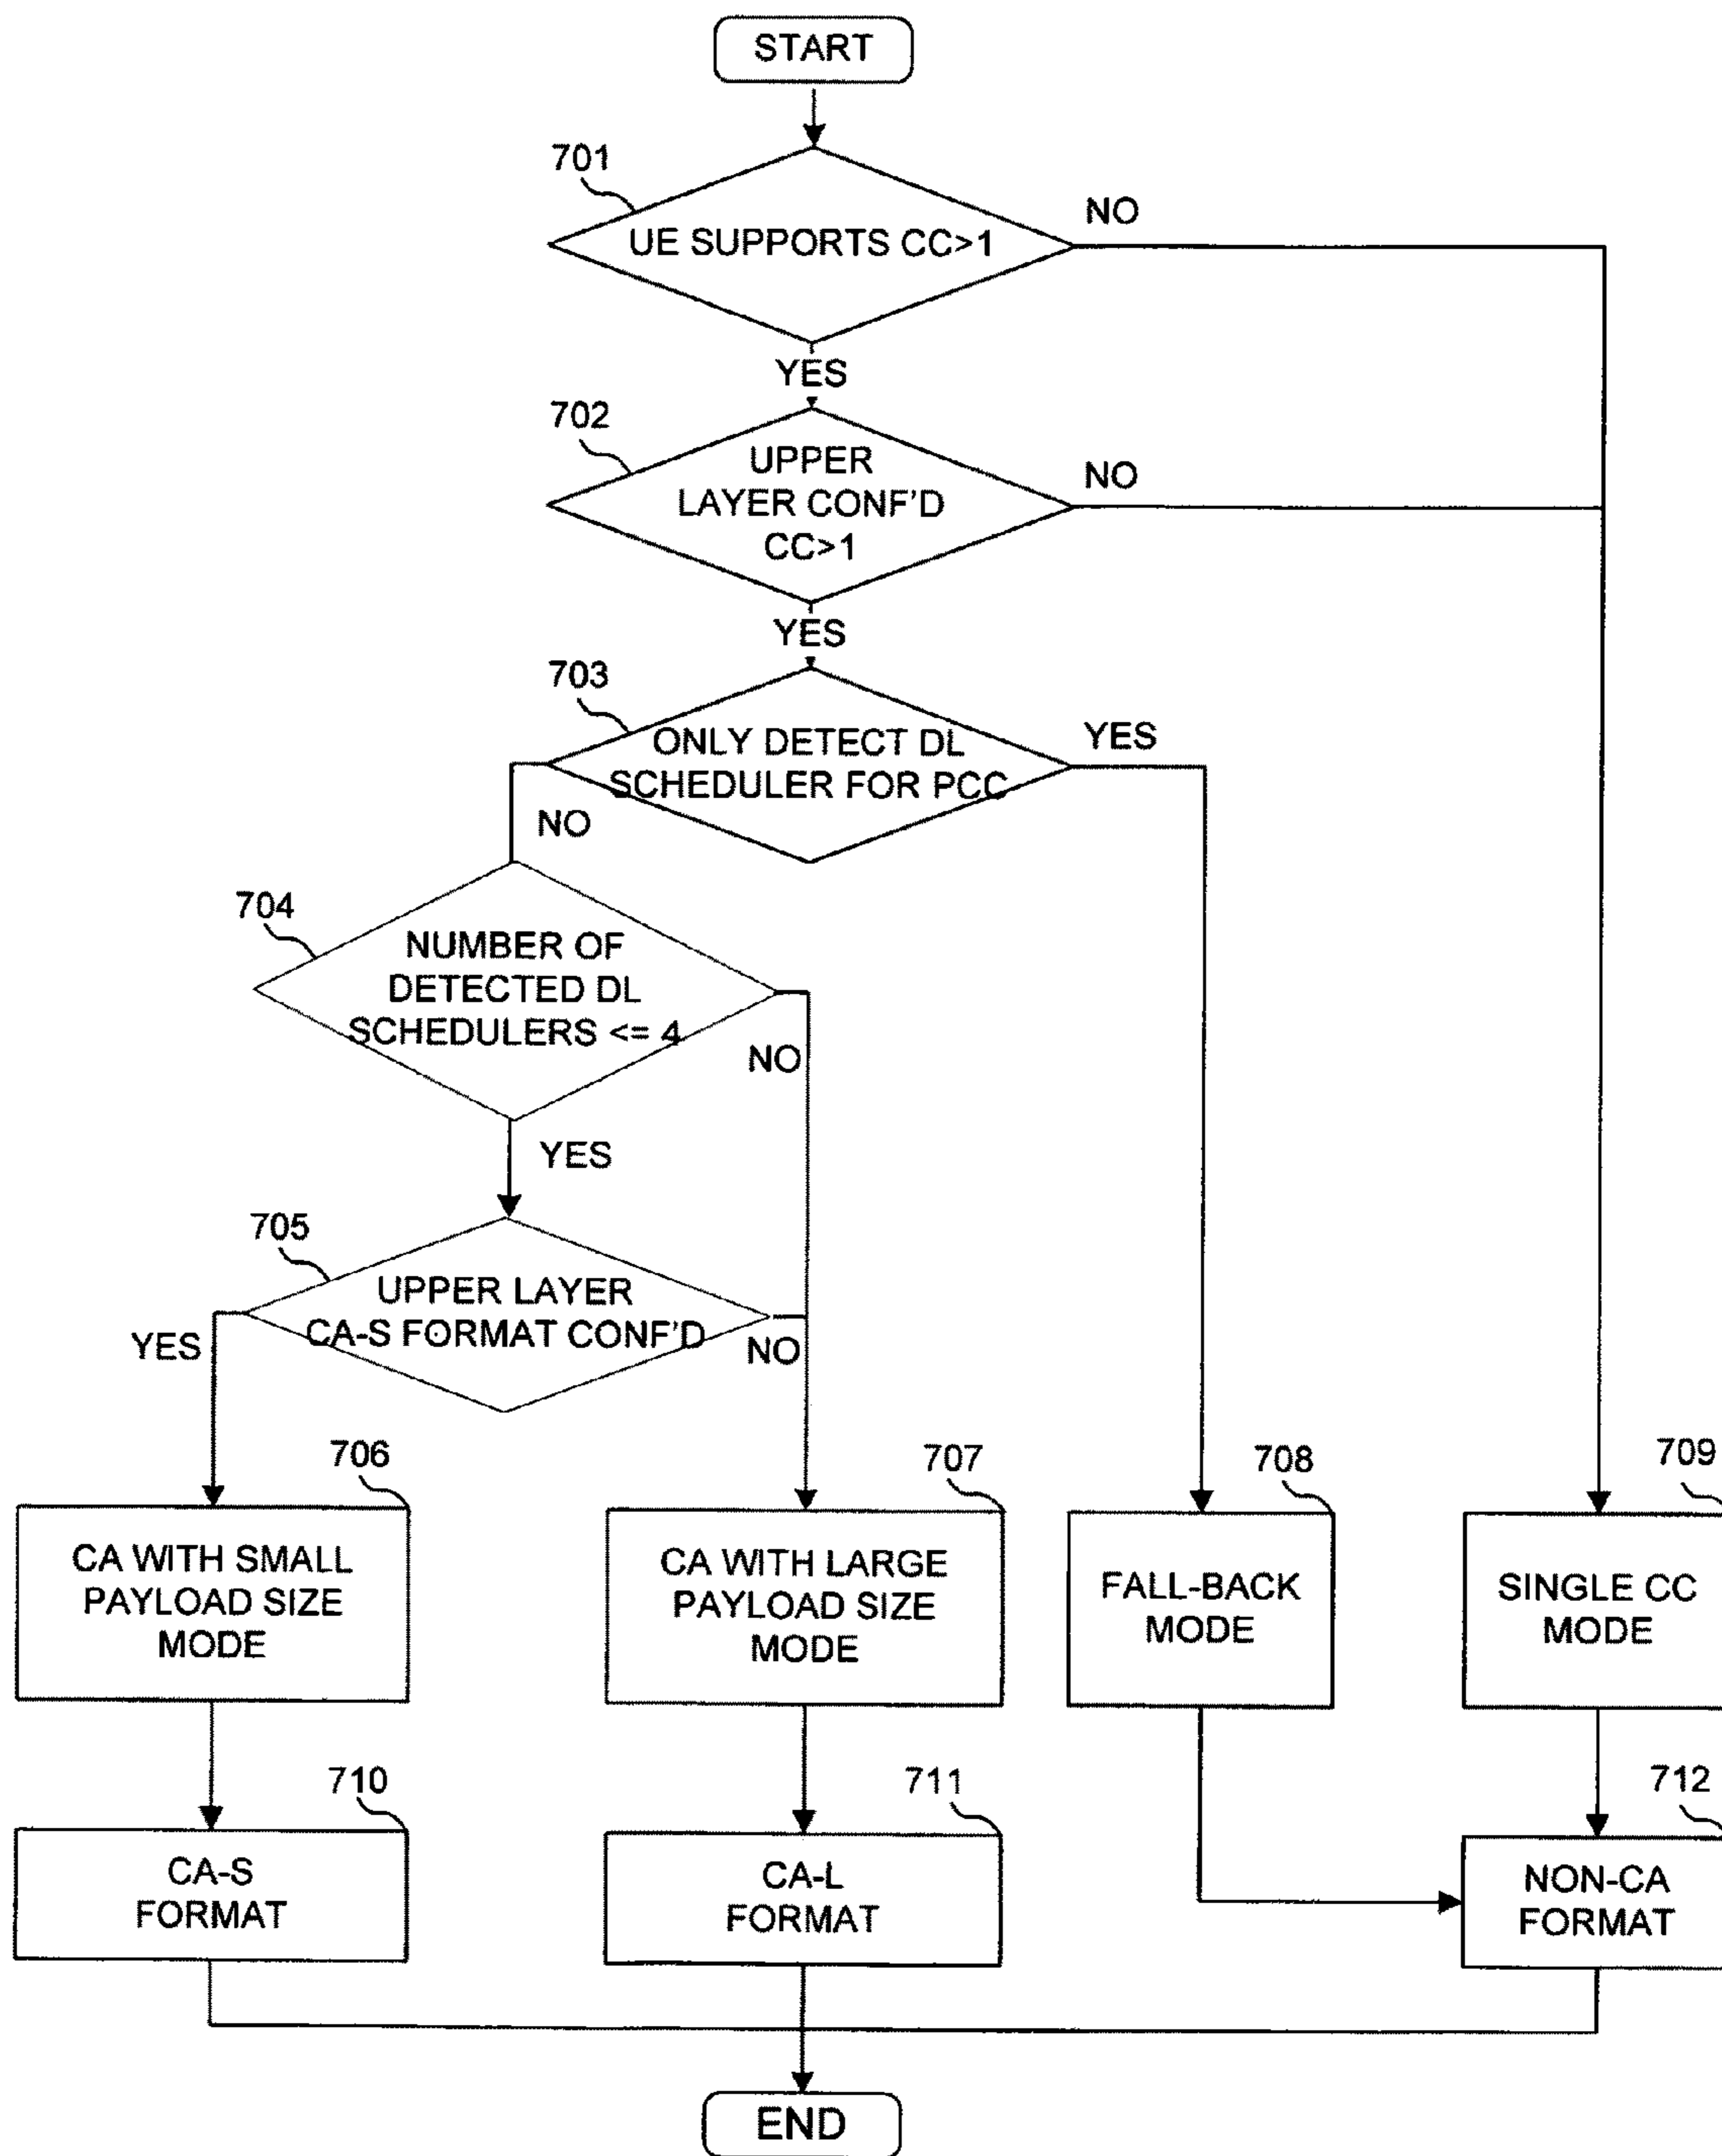 START
701
UE SUPPORTS CC>1
NO
YES
702
UPPER
LAYER CONF'D
CC>1
NO
YES
703
ONLY DETECT DL
SCHEDULER FOR PCC
YES
NO
704
NUMBER OF
DETECTED DL
SCHEDULERS <= 4
NO
YES
705
UPPER LAYER
CA-S FORMAT CONF'D
YES
NO
706
CA WITH SMALL
PAYLOAD SIZE
MODE
707
CA WITH LARGE
PAYLOAD SIZE
MODE
708
FALL-BACK
MODE
709
SINGLE CC
MODE
710
CA-S
FORMAT
711
CA-L
FORMAT
712
NON-CA
FORMAT
END